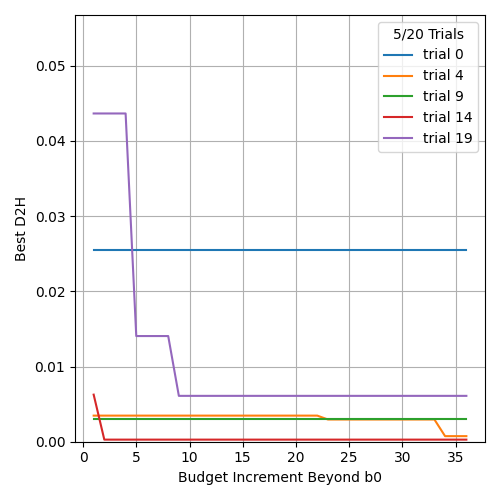 5/20 Trials
trial 0
trial 4
trial 9
trial 14
trial 19
Best D2H
0.05
0.04
0.03
0.02
0.01
0.00
0 5 10 15 20 25 30 35
Budget Increment Beyond b0